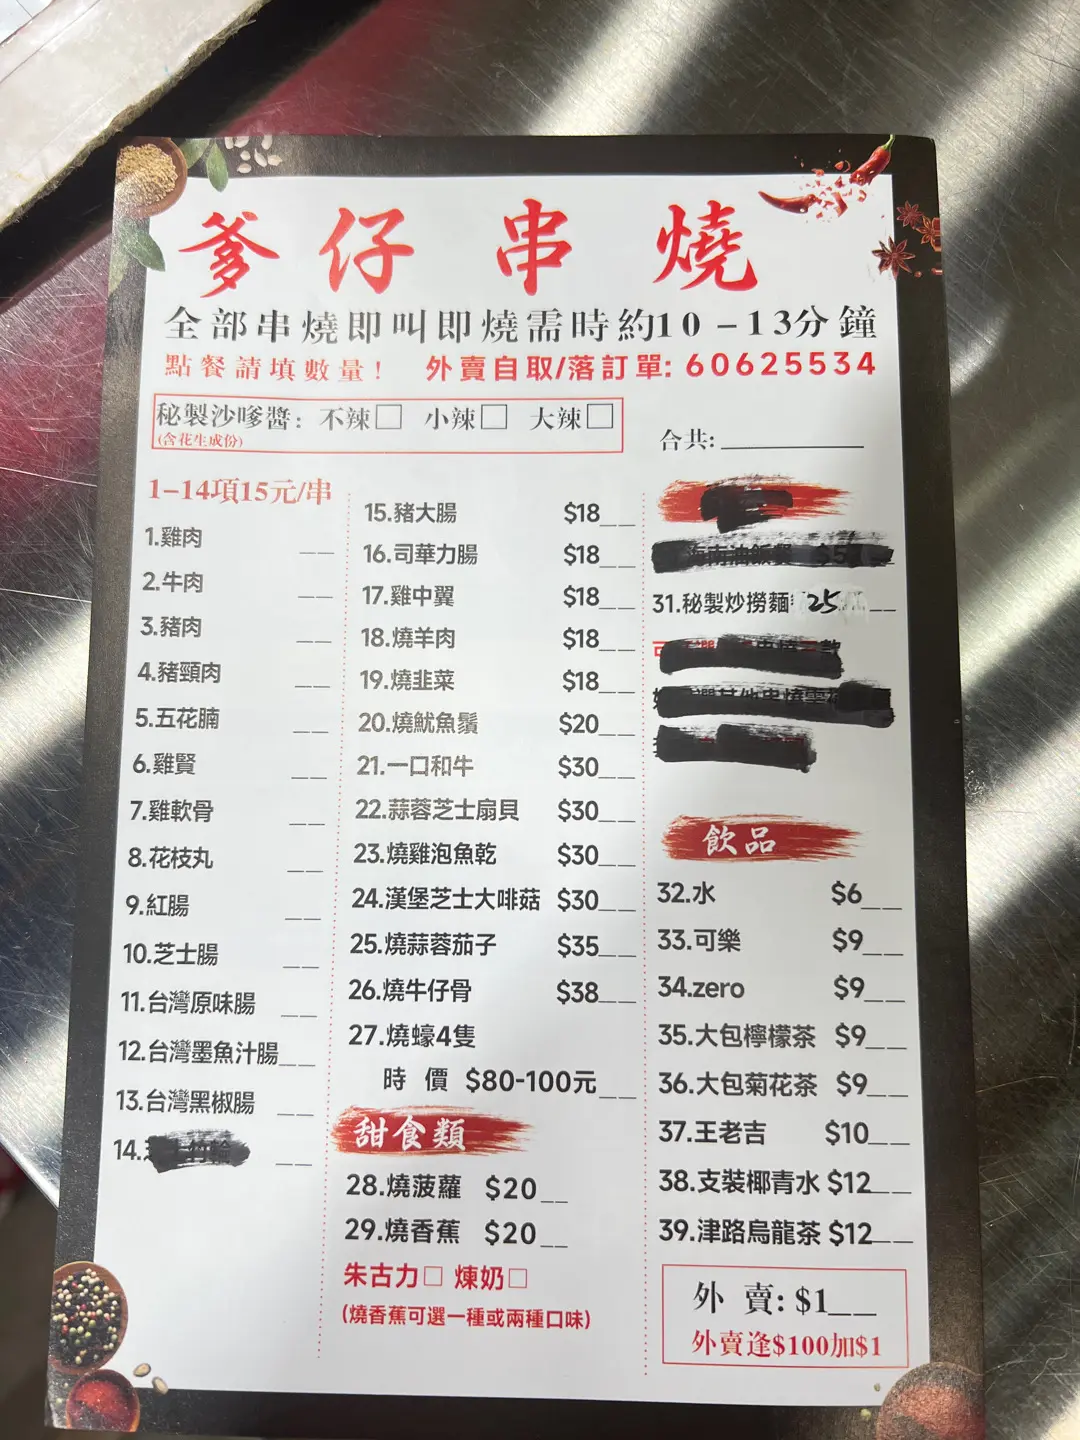 爹仔串燒
全部串燒即叫即燒需時約10-13分鐘
點餐請填數量! 外賣自取/落訂單: 60625534
秘製沙嗲醬: 不辣□ 小辣□ 大辣□
(含花生成份)
合共:
1-14項15元/串
1.雞肉
2.牛肉
3.豬肉
4.豬頸肉
5.五花腩
6.雞腎
7.雞軟骨
8.花枝丸
9.紅腸
10.芝士腸
11.台灣原味腸
12.台灣墨魚汁腸
13.台灣黑椒腸
14.
15.豬大腸 $18
16.司華力腸 $18
17.雞中翼 $18
18.燒羊肉 $18
19.燒韭菜 $18
20.燒魷魚鬚 $20
21.一口和牛 $30
22.蒜蓉芝士扇貝 $30
23.燒雞泡魚乾 $30
24.漢堡芝士大啡菇 $30
25.燒蒜蓉茄子 $35
26.燒牛仔骨 $38
27.燒蠔4隻
時價 $80-100元
甜食類
28.燒菠蘿 $20
29.燒香蕉 $20
朱古力□ 煉奶□
(燒香蕉可選一種或兩種口味)
31.秘製炒撈麵 25
飲品
32.水 $6
33.可樂 $9
34.zero $9
35.大包檸檬茶 $9
36.大包菊花茶 $9
37.王老吉 $10
38.支裝椰青水 $12
39.津路烏龍茶 $12
外賣: $1
外賣逢$100加$1